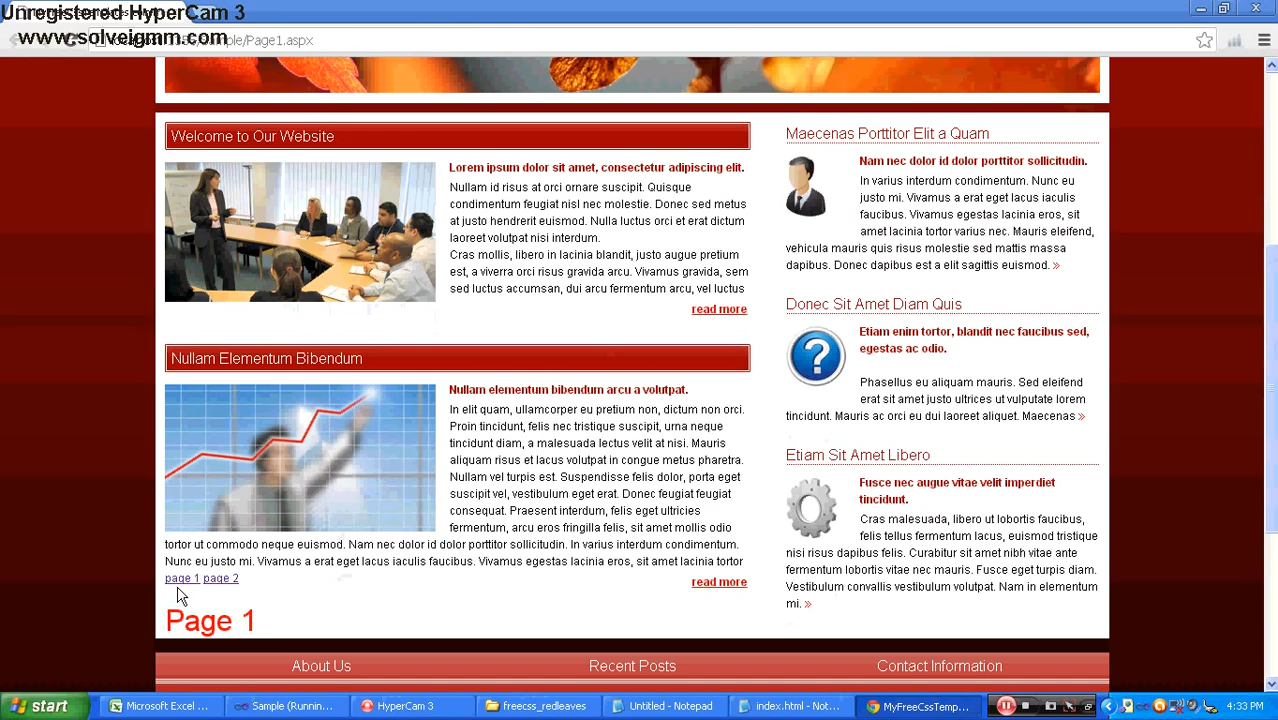 Unregistered HyperCam 3
www.solveigmm.com
/Page1.aspx
Welcome to Our Website
Lorem ipsum dolor sit amet, consectetur adipiscing elit.
Nullam id risus at orci ornare suscipit. Quisque
condimentum feugiat nisl nec molestie. Donec sed metus
at justo hendrerit euismod. Nulla luctus orci et erat dictum
laoreet volutpat nisi interdum.
Cras mollis, libero in lacinia blandit, justo augue pretium
est, a viverra orci risus gravida arcu. Vivamus gravida, sem
sed luctus accumsan, dui arcu fermentum arcu, vel luctus
read more
Nullam Elementum Bibendum
Nullam elementum bibendum arcu a volutpat.
In elit quam, ullamcorper eu pretium non, dictum non orci.
Proin tincidunt, felis nec tristique suscipit, urna neque
tincidunt diam, a malesuada lectus velit at nisi. Mauris
aliquam risus et lacus volutpat in congue metus pharetra.
Nullam vel turpis est. Suspendisse felis dolor, porta eget
suscipit vel, vestibulum eget erat. Donec feugiat feugiat
consequat. Praesent interdum, felis eget ultricies
fermentum, arcu eros fringilla felis, sit amet mollis odio
tortor ut commodo neque euismod. Nam nec dolor id dolor porttitor sollicitudin. In varius interdum condimentum.
Nunc eu justo mi. Vivamus a erat eget lacus iaculis faucibus. Vivamus egestas lacinia eros, sit amet lacinia tortor
page 1 page 2
read more
Page 1
Maecenas Porttitor Elit a Quam
Nam nec dolor id dolor porttitor sollicitudin.
In varius interdum condimentum. Nunc eu
justo mi. Vivamus a erat eget lacus iaculis
faucibus. Vivamus egestas lacinia eros, sit
amet lacinia tortor varius nec. Mauris eleifend,
vehicula mauris quis risus molestie sed mattis massa
dapibus. Donec dapibus est a elit sagittis euismod. »
Donec Sit Amet Diam Quis
Etiam enim tortor, blandit nec faucibus sed,
egestas ac odio.
Phasellus eu aliquam mauris. Sed eleifend
erat sit amet justo ultrices ut vulputate lorem
tincidunt. Mauris ac orci eu dui laoreet aliquet. Maecenas »
Etiam Sit Amet Libero
Fusce nec augue vitae velit imperdiet
tincidunt.
Cras malesuada, libero ut lobortis faucibus,
felis tellus fermentum lacus, euismod tristique
nisi risus dapibus felis. Curabitur sit amet nibh vitae ante
fermentum lobortis vitae nec mauris. Fusce eget turpis diam.
Vestibulum convallis vestibulum volutpat. Nam in elementum
mi. »
About Us
Recent Posts
Contact Information
start
Microsoft Excel ...
Sample (Runnin...
HyperCam 3
freecss_redleaves
Untitled - Notepad
index.html - Not...
MyFreeCssTemp...
4:33 PM